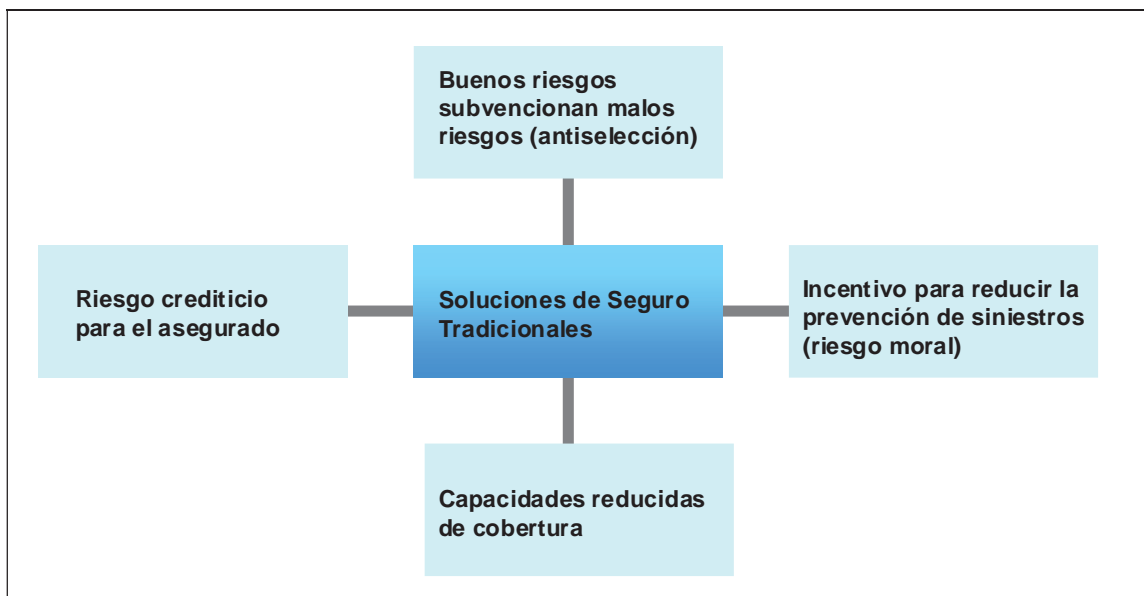 Buenos riesgos
subvencionan malos
riesgos (antiselección)
Riesgo crediticio
para el asegurado
Soluciones de Seguro
Tradicionales
Incentivo para reducir la
prevención de siniestros
(riesgo moral)
Capacidades reducidas
de cobertura